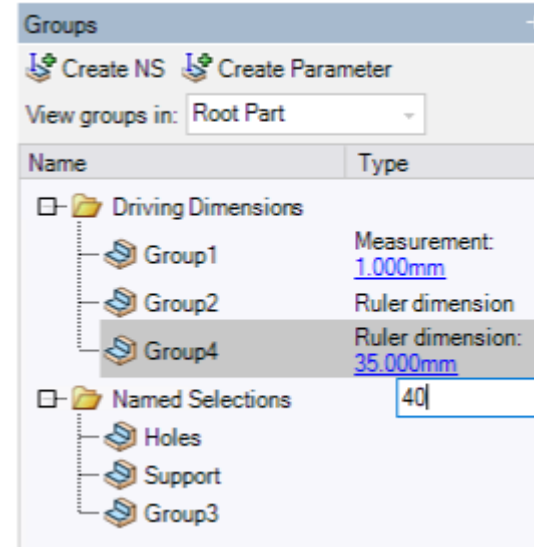 Groups
Create NS Create Parameter
View groups in: Root Part
Name Type
Driving Dimensions
Group1 Measurement:
1.000mm
Group2 Ruler dimension
Group4 Ruler dimension:
35.000mm
Named Selections 40
Holes
Support
Group3